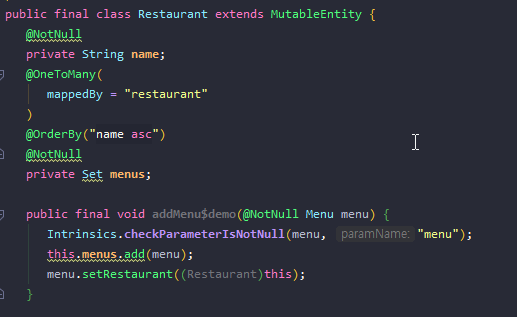 public final class Restaurant extends MutableEntity {
@NotNull
private String name;
@OneToMany(
mappedBy = "restaurant"
)
@OrderBy("name asc")
@NotNull
private Set menus;
public final void addMenu$demo(@NotNull Menu menu) {
Intrinsics.checkParameterIsNotNull(menu, paramName: "menu");
this.menus.add(menu);
menu.setRestaurant((Restaurant)this);
}